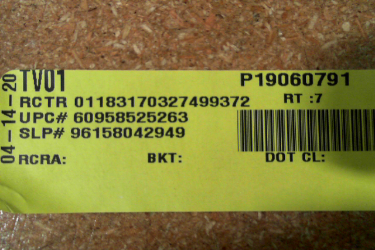 04-14-20
TV01 P19060791
RCTR 01183170327499372 RT :7
UPC# 60958525263
SLP# 96158042949
RCRA: BKT: DOT CL: